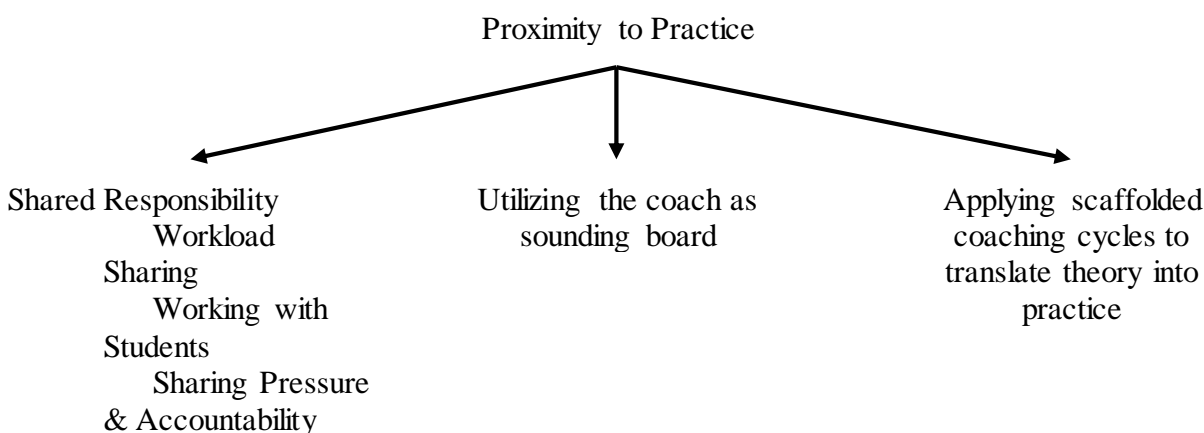 Proximity to Practice
Shared Responsibility
Workload
Sharing
Working with
Students
Sharing Pressure
& Accountability
Utilizing the coach as
sounding board
Applying scaffolded
coaching cycles to
translate theory into
practice